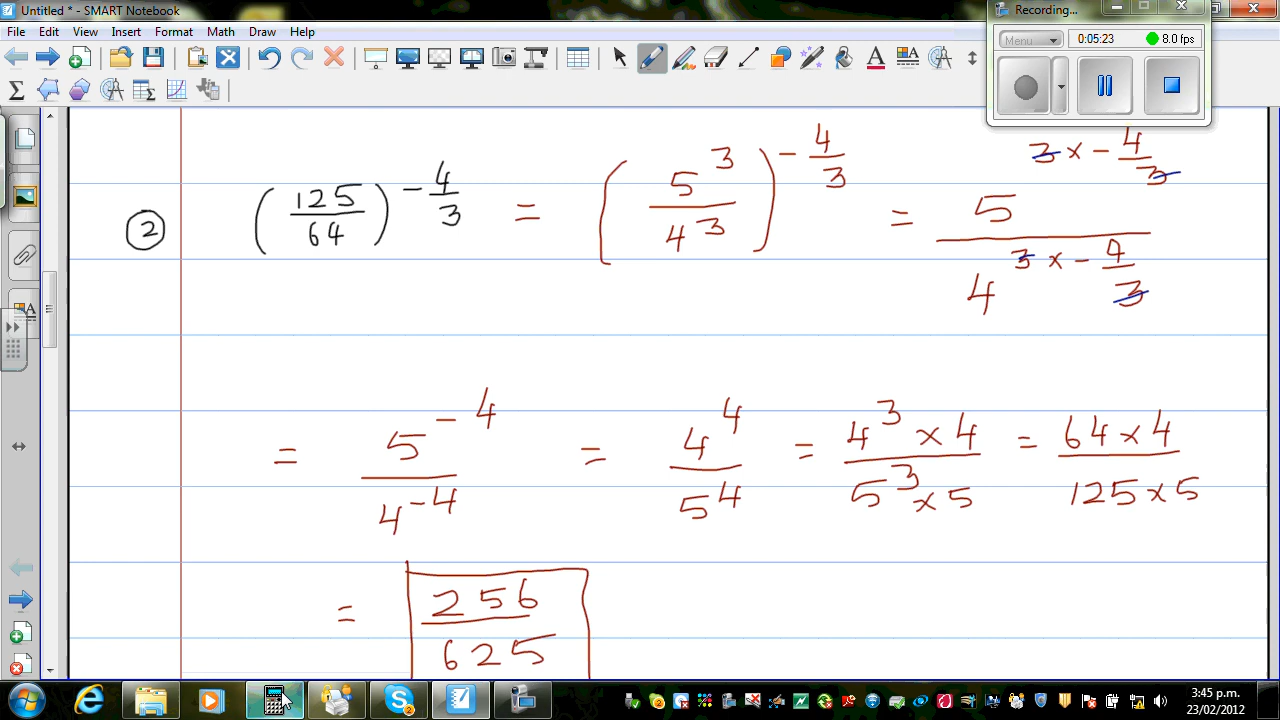 Untitled * - SMART Notebook
Recording...
File Edit View Insert Format Math Draw Help
Menu 0:05:23 8.0 fps
② (125/64)^(-4/3) = (5^3/4^3)^(-4/3) = 5^(3 x -4/3) / 4^(3 x -4/3)
= 5^(-4)/4^(-4) = 4^4/5^4 = (4^3 x 4)/(5^3 x 5) = (64 x 4)/(125 x 5)
= 256/625
3:45 p.m.
23/02/2012